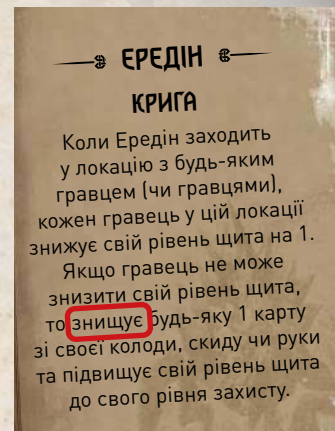 ЕРЕДІН
КРИГА
Коли Ередін заходить
у локацію з будь-яким
гравцем (чи гравцями),
кожен гравець у цій локації
знижує свій рівень щита на 1.
Якщо гравець не може
знизити свій рівень щита,
то знищує будь-яку 1 карту
зі своєї колоди, скиду чи руки
та підвищує свій рівень щита
до свого рівня захисту.